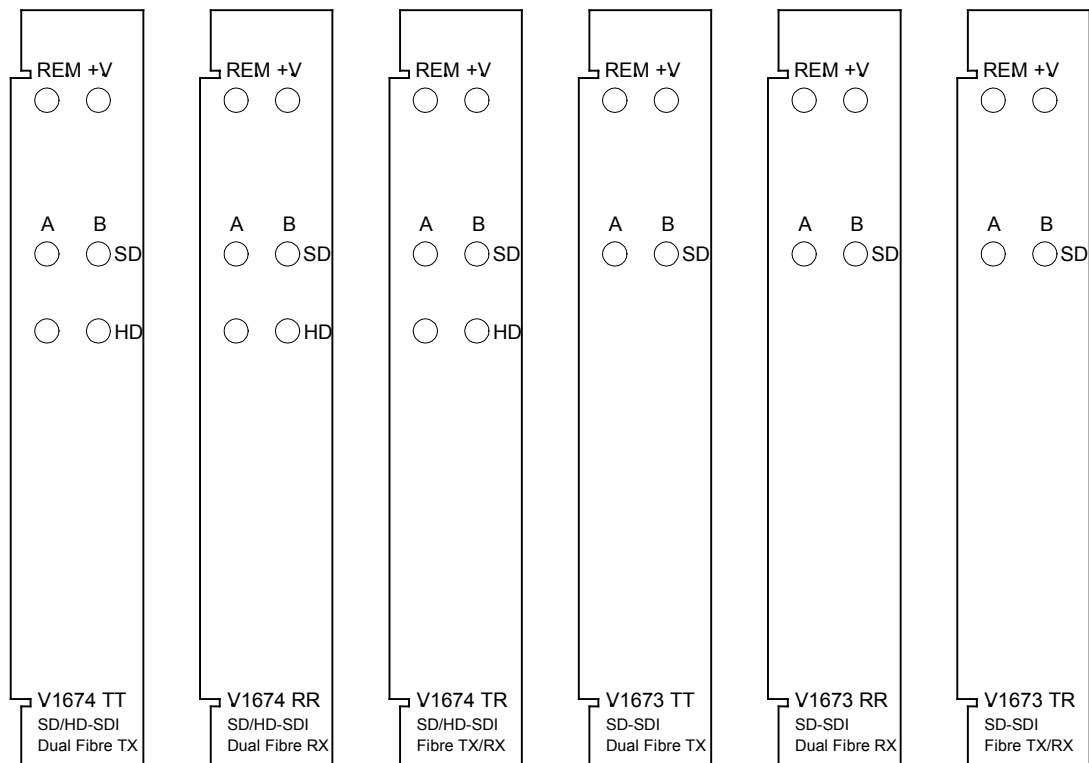 REM +V
A B
SD
HD
V1674 TT
SD/HD-SDI
Dual Fibre TX
REM +V
A B
SD
HD
V1674 RR
SD/HD-SDI
Dual Fibre RX
REM +V
A B
SD
HD
V1674 TR
SD/HD-SDI
Fibre TX/RX
REM +V
A B
SD
V1673 TT
SD-SDI
Dual Fibre TX
REM +V
A B
SD
V1673 RR
SD-SDI
Dual Fibre RX
REM +V
A B
SD
V1673 TR
SD-SDI
Fibre TX/RX